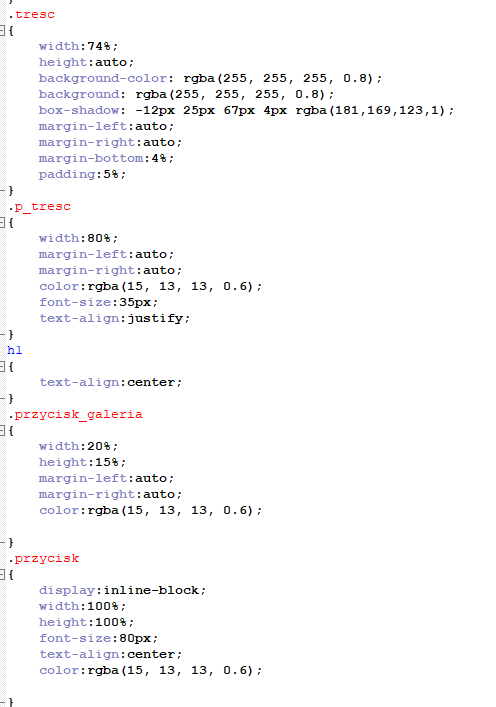 }
.tresc
{
width:74%;
height:auto;
background-color: rgba(255, 255, 255, 0.8);
background: rgba(255, 255, 255, 0.8);
box-shadow: -12px 25px 67px 4px rgba(181,169,123,1);
margin-left:auto;
margin-right:auto;
margin-bottom:4%;
padding:5%;
}
.p_tresc
{
width:80%;
margin-left:auto;
margin-right:auto;
color:rgba(15, 13, 13, 0.6);
font-size:35px;
text-align:justify;
}
h1
{
text-align:center;
}
.przycisk_galeria
{
width:20%;
height:15%;
margin-left:auto;
margin-right:auto;
color:rgba(15, 13, 13, 0.6);
}
.przycisk
{
display:inline-block;
width:100%;
height:100%;
font-size:80px;
text-align:center;
color:rgba(15, 13, 13, 0.6);
}